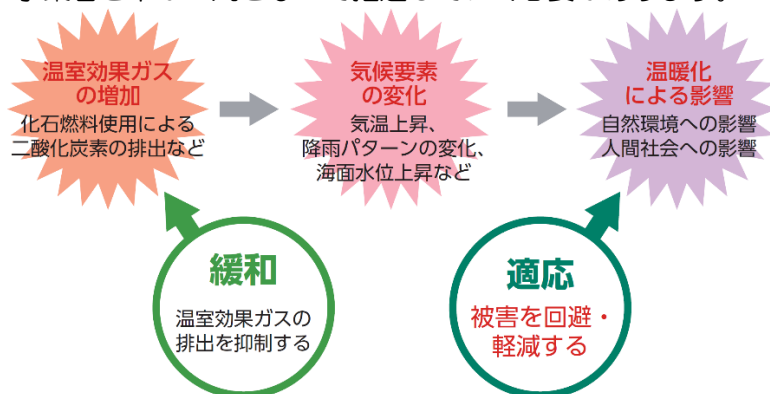 温室効果ガス
の増加
化石燃料使用による
二酸化炭素の排出など
気候要素
の変化
気温上昇、
降雨パターンの変化、
海面水位上昇など
温暖化
による影響
自然環境への影響
人間社会への影響
緩和
温室効果ガスの
排出を抑制する
適応
被害を回避・
軽減する